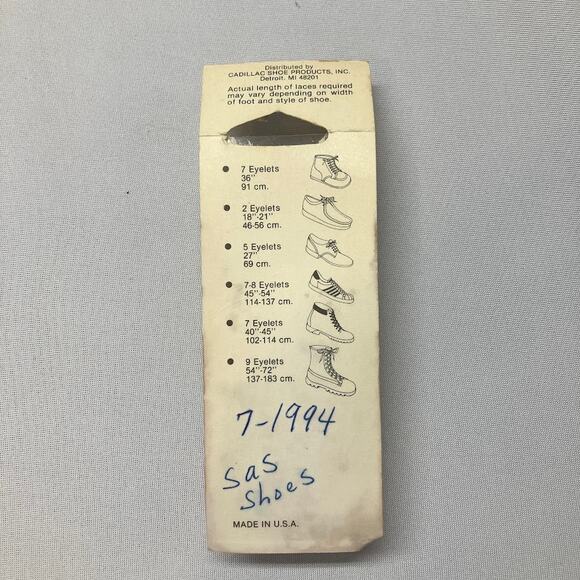 Distributed by
CADILLAC SHOE PRODUCTS, INC.
Detroit, MI 48201
Actual length of laces required
may vary depending on width
of foot and style of shoe.
7 Eyelets
36"
91 cm.
2 Eyelets
18"-21"
46-56 cm.
5 Eyelets
27"
69 cm.
7-8 Eyelets
45"-54"
114-137 cm.
7 Eyelets
40"-45"
102-114 cm.
9 Eyelets
54"-72"
137-183 cm.
7-1994
SaS
Shoes
MADE IN U.S.A.